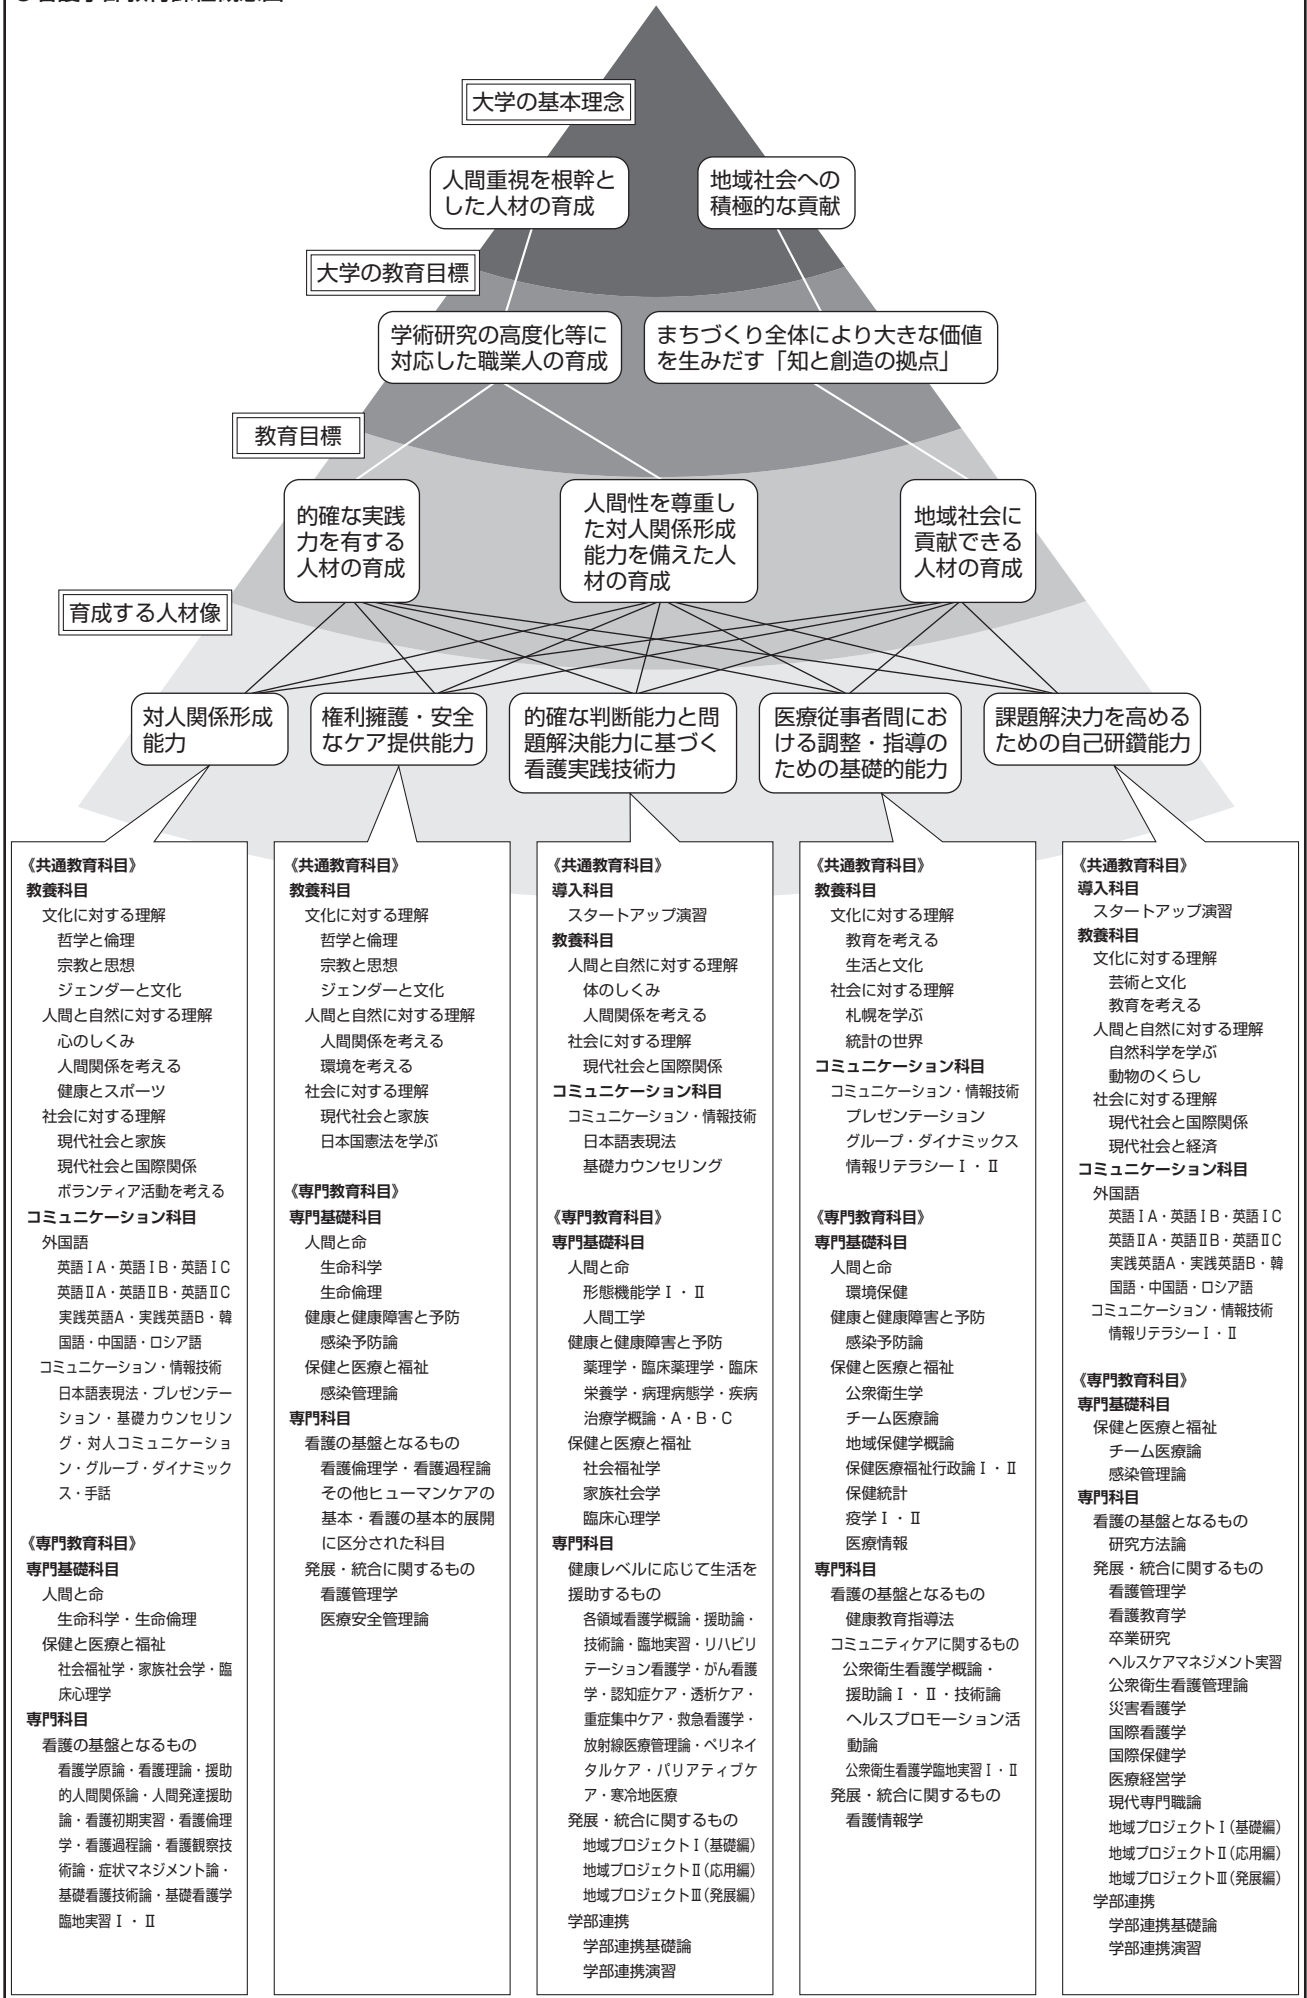 大学の基本理念
人間重視を根幹と
した人材の育成
地域社会への
積極的な貢献
大学の教育目標
学術研究の高度化等に
対応した職業人の育成
まちづくり全体により大きな価値
を生みだす「知と創造の拠点」
教育目標
的確な実践
力を有する
人材の育成
人間性を尊重し
た対人関係形成
能力を備えた人
材の育成
地域社会に
貢献できる
人材の育成
育成する人材像
対人関係形成
能力
権利擁護・安全
なケア提供能力
的確な判断能力と問
題解決能力に基づく
看護実践技術力
医療従事者間にお
ける調整・指導の
ための基礎的能力
課題解決力を高める
ための自己研鑽能力
《共通教育科目》
教養科目
文化に対する理解
哲学と倫理
宗教と思想
ジェンダーと文化
人間と自然に対する理解
心のしくみ
人間関係を考える
健康とスポーツ
社会に対する理解
現代社会と家族
現代社会と国際関係
ボランティア活動を考える
コミュニケーション科目
外国語
英語ⅠA・英語ⅠB・英語ⅠC
英語ⅡA・英語ⅡB・英語ⅡC
実践英語A・実践英語B・韓
国語・中国語・ロシア語
コミュニケーション・情報技術
日本語表現法・プレゼンテー
ション・基礎カウンセリン
グ・対人コミュニケーショ
ン・グループ・ダイナミック
ス・手話
《専門教育科目》
専門基礎科目
人間と命
生命科学・生命倫理
保健と医療と福祉
社会福祉学・家族社会学・臨
床心理学
専門科目
看護の基盤となるもの
看護学原論・看護理論・援助
的人間関係論・人間発達援助
論・看護初期実習・看護倫理
学・看護過程論・看護観察技
術論・症状マネジメント論・
基礎看護技術論・基礎看護学
臨地実習Ⅰ・Ⅱ
《共通教育科目》
教養科目
文化に対する理解
哲学と倫理
宗教と思想
ジェンダーと文化
人間と自然に対する理解
人間関係を考える
環境を考える
社会に対する理解
現代社会と家族
日本国憲法を学ぶ
《専門教育科目》
専門基礎科目
人間と命
生命科学
生命倫理
健康と健康障害と予防
感染予防論
保健と医療と福祉
感染管理論
専門科目
看護の基盤となるもの
看護倫理学・看護過程論
その他ヒューマンケアの
基本・看護の基本的展開
に区分された科目
発展・統合に関するもの
看護管理学
医療安全管理論
《共通教育科目》
導入科目
スタートアップ演習
教養科目
人間と自然に対する理解
体のしくみ
人間関係を考える
社会に対する理解
現代社会と国際関係
コミュニケーション科目
コミュニケーション・情報技術
日本語表現法
基礎カウンセリング
《専門教育科目》
専門基礎科目
人間と命
形態機能学Ⅰ・Ⅱ
人間工学
健康と健康障害と予防
薬理学・臨床薬理学・臨床
栄養学・病理病態学・疾病
治療学概論・A・B・C
保健と医療と福祉
社会福祉学
家族社会学
臨床心理学
専門科目
健康レベルに応じて生活を
援助するもの
各領域看護学概論・援助論・
技術論・臨地実習・リハビリ
テーション看護学・がん看護
学・認知症ケア・透析ケア・
重症集中ケア・救急看護学・
放射線医療管理論・ペリネイ
タルケア・パリアティブケ
ア・寒冷地医療
発展・統合に関するもの
地域プロジェクトⅠ(基礎編)
地域プロジェクトⅡ(応用編)
地域プロジェクトⅢ(発展編)
学部連携
学部連携基礎論
学部連携演習
《共通教育科目》
教養科目
文化に対する理解
教育を考える
生活と文化
社会に対する理解
札幌を学ぶ
統計の世界
コミュニケーション科目
コミュニケーション・情報技術
プレゼンテーション
グループ・ダイナミックス
情報リテラシーⅠ・Ⅱ
《専門教育科目》
専門基礎科目
人間と命
環境保健
健康と健康障害と予防
感染予防論
保健と医療と福祉
公衆衛生学
チーム医療論
地域保健学概論
保健医療福祉行政論Ⅰ・Ⅱ
保健統計
疫学Ⅰ・Ⅱ
医療情報
専門科目
看護の基盤となるもの
健康教育指導法
コミュニティケアに関するもの
公衆衛生看護学概論・
援助論Ⅰ・Ⅱ・技術論
ヘルスプロモーション活
動論
公衆衛生看護学臨地実習Ⅰ・Ⅱ
発展・統合に関するもの
看護情報学
《共通教育科目》
導入科目
スタートアップ演習
教養科目
文化に対する理解
芸術と文化
教育を考える
人間と自然に対する理解
自然科学を学ぶ
動物のくらし
社会に対する理解
現代社会と国際関係
現代社会と経済
コミュニケーション科目
外国語
英語ⅠA・英語ⅠB・英語ⅠC
英語ⅡA・英語ⅡB・英語ⅡC
実践英語A・実践英語B・韓
国語・中国語・ロシア語
コミュニケーション・情報技術
情報リテラシーⅠ・Ⅱ
《専門教育科目》
専門基礎科目
保健と医療と福祉
チーム医療論
感染管理論
専門科目
看護の基盤となるもの
研究方法論
発展・統合に関するもの
看護管理学
看護教育学
卒業研究
ヘルスケアマネジメント実習
公衆衛生看護管理論
災害看護学
国際看護学
国際保健学
医療経営学
現代専門職論
地域プロジェクトⅠ(基礎編)
地域プロジェクトⅡ(応用編)
地域プロジェクトⅢ(発展編)
学部連携
学部連携基礎論
学部連携演習